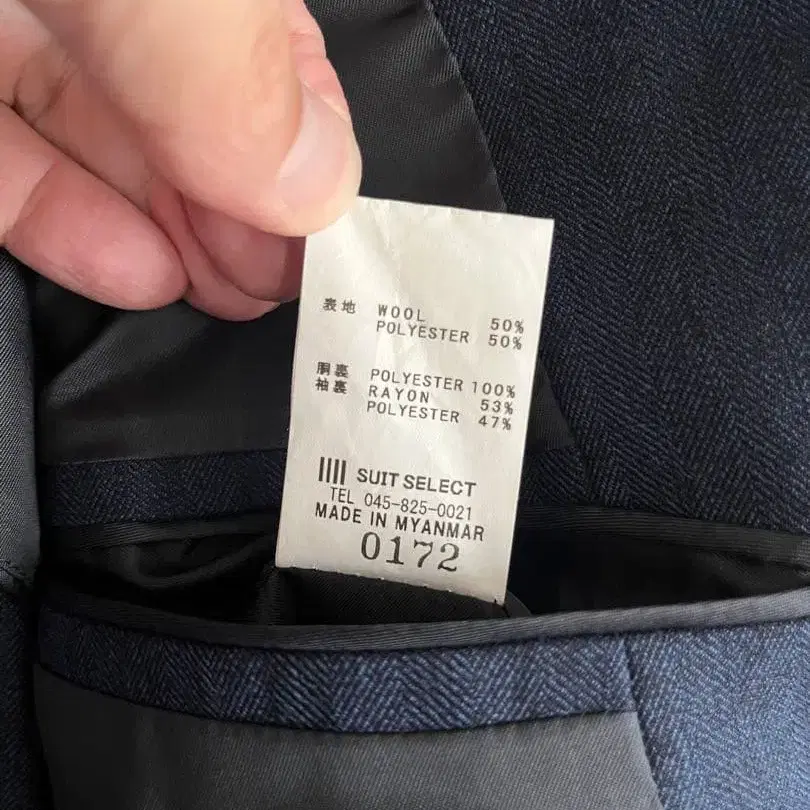 表地 WOOL 50%
POLYESTER 50%
胴裏 POLYESTER 100%
袖裏 RAYON 53%
POLYESTER 47%
SUIT SELECT
TEL 045-825-0021
MADE IN MYANMAR
0172